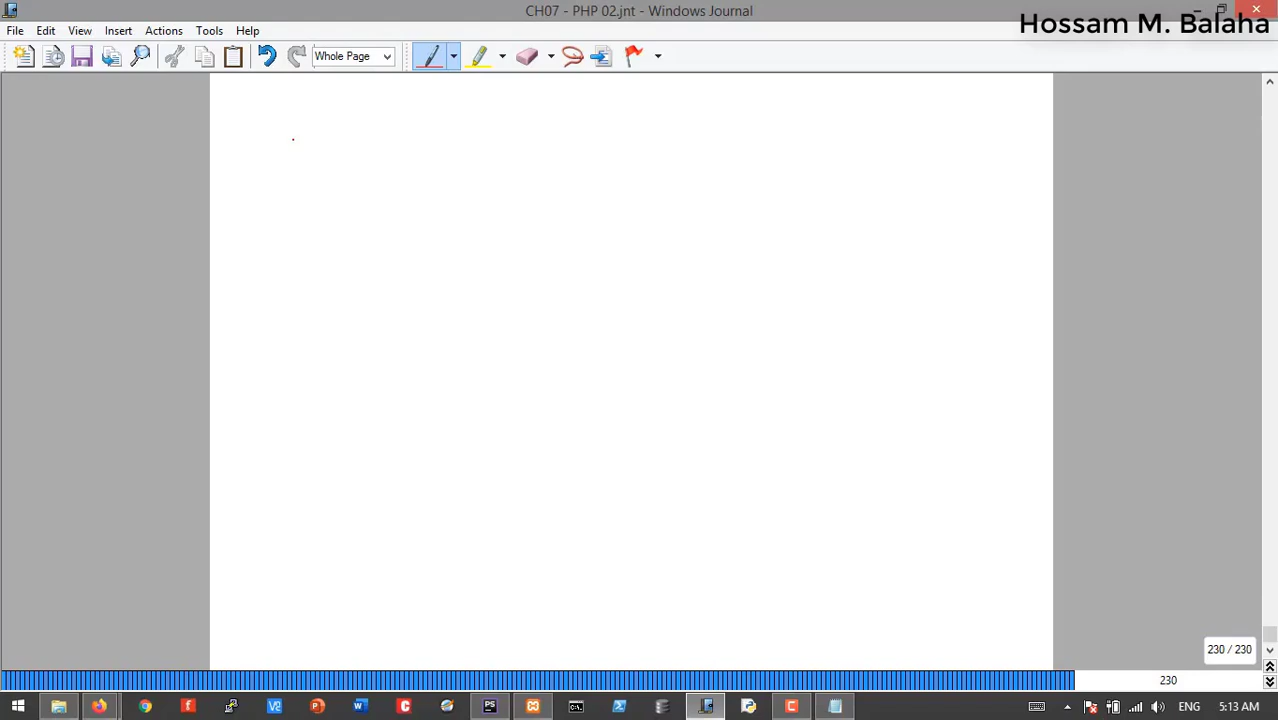 CH07 - PHP 02.jnt - Windows Journal
Hossam M. Balaha
File Edit View Insert Actions Tools Help
Whole Page
230 / 230
230
ENG 5:13 AM